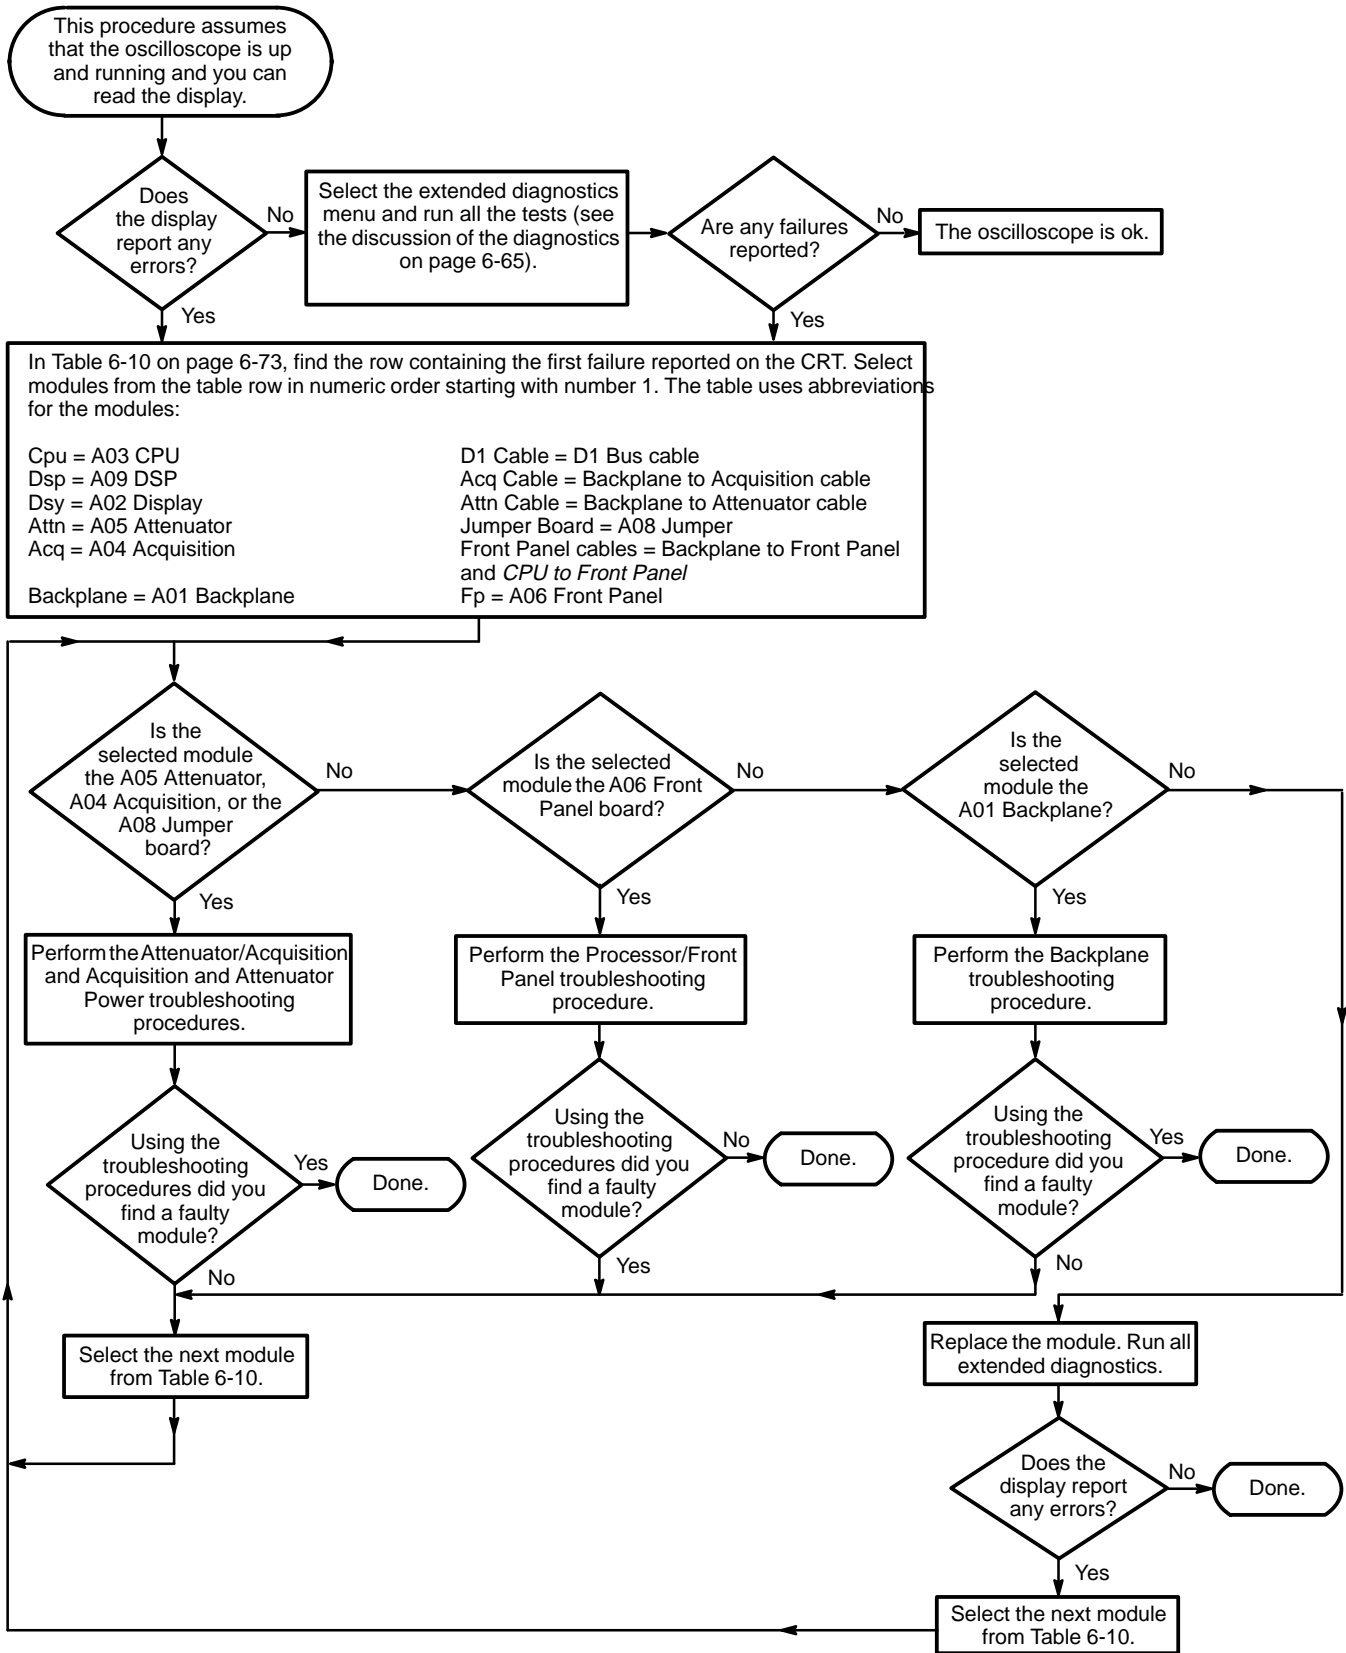 This procedure assumes
that the oscilloscope is up
and running and you can
read the display.
Does
the display
report any
errors?
No
Select the extended diagnostics
menu and run all the tests (see
the discussion of the diagnostics
on page 6-65).
Are any failures
reported?
No
The oscilloscope is ok.
Yes
Yes
In Table 6-10 on page 6-73, find the row containing the first failure reported on the CRT. Select
modules from the table row in numeric order starting with number 1. The table uses abbreviations
for the modules:
Cpu = A03 CPU
Dsp = A09 DSP
Dsy = A02 Display
Attn = A05 Attenuator
Acq = A04 Acquisition
Backplane = A01 Backplane
D1 Cable = D1 Bus cable
Acq Cable = Backplane to Acquisition cable
Attn Cable = Backplane to Attenuator cable
Jumper Board = A08 Jumper
Front Panel cables = Backplane to Front Panel
and CPU to Front Panel
Fp = A06 Front Panel
Is the
selected module
the A05 Attenuator,
A04 Acquisition, or the
A08 Jumper
board?
No
Is the selected
module the A06 Front
Panel board?
No
Is the
selected
module the
A01 Backplane?
No
Yes
Yes
Yes
Perform the Attenuator/Acquisition
and Acquisition and Attenuator
Power troubleshooting
procedures.
Perform the Processor/Front
Panel troubleshooting
procedure.
Perform the Backplane
troubleshooting
procedure.
Using the
troubleshooting
procedures did you
find a faulty
module?
Yes
Done.
Using the
troubleshooting
procedures did you
find a faulty
module?
No
Done.
Using the
troubleshooting
procedure did you
find a faulty
module?
Yes
Done.
No
Yes
No
Select the next module
from Table 6-10.
Replace the module. Run all
extended diagnostics.
Does the
display report
any errors?
No
Done.
Yes
Select the next module
from Table 6-10.